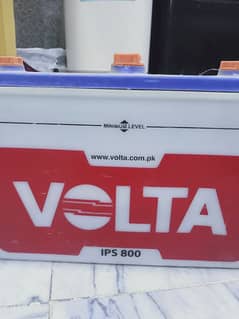 MINIMUM LEVEL
www.volta.com.pk
VOLTA
IPS 800